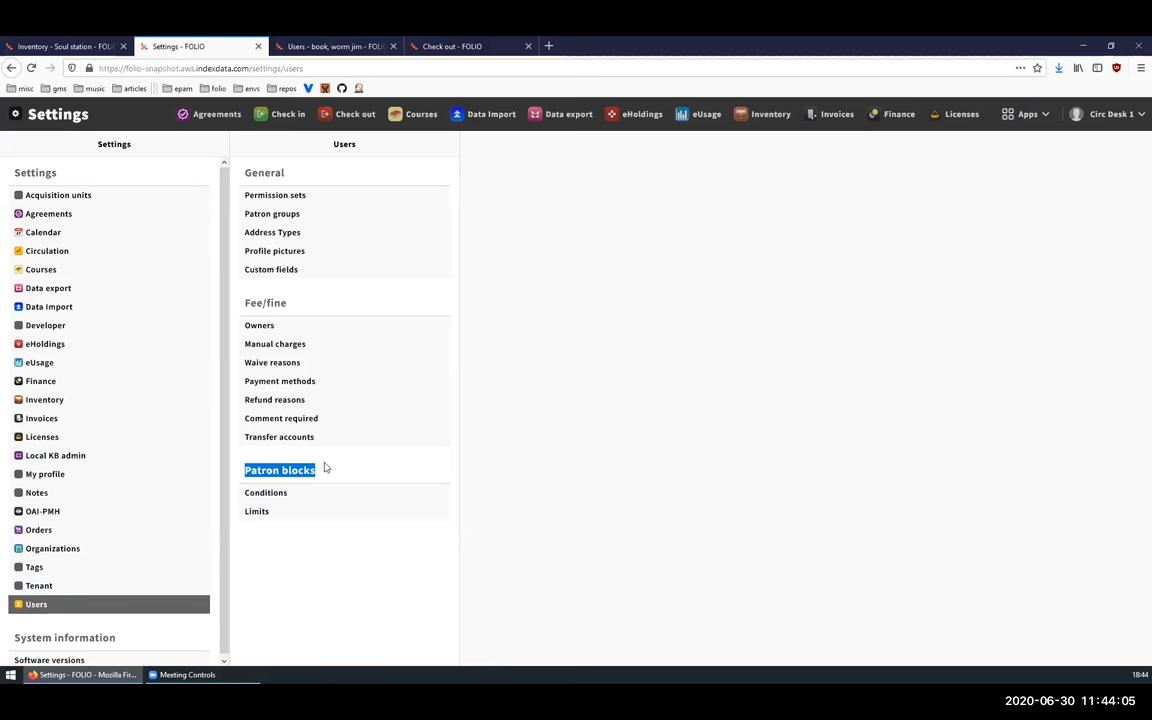 Inventory - Soul station - FOLI
Settings - FOLIO
Users - book, worm jim - FOLIO
Check out - FOLIO
https://folio-snapshot.aws.indexdata.com/settings/users
misc
gms
music
articles
epam
folio
envs
repos
Settings
Agreements
Check in
Check out
Courses
Data Import
Data export
eHoldings
eUsage
Inventory
Invoices
Finance
Licenses
Apps
Circ Desk 1
Settings
Settings
Acquisition units
Agreements
Calendar
Circulation
Courses
Data export
Data Import
Developer
eHoldings
eUsage
Finance
Inventory
Invoices
Licenses
Local KB admin
My profile
Notes
OAI-PMH
Orders
Organizations
Tags
Tenant
Users
System information
Software versions
Users
General
Permission sets
Patron groups
Address Types
Profile pictures
Custom fields
Fee/fine
Owners
Manual charges
Waive reasons
Payment methods
Refund reasons
Comment required
Transfer accounts
Patron blocks
Conditions
Limits
Settings - FOLIO - Mozilla Fir...
Meeting Controls
18:44
2020-06-30 11:44:05